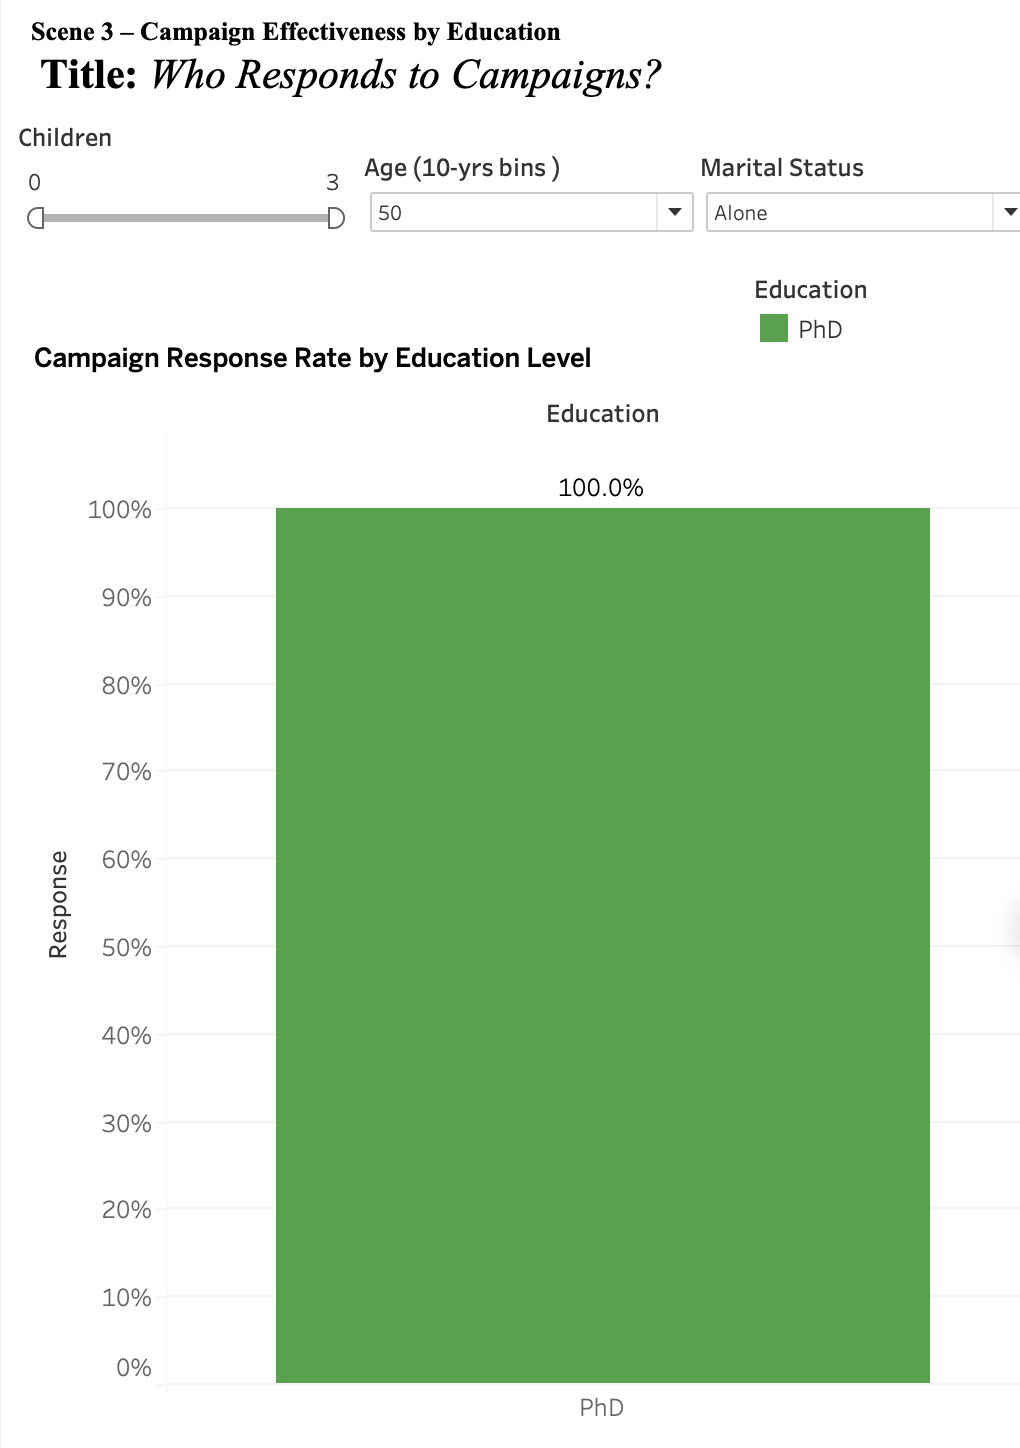 Scene 3 – Campaign Effectiveness by Education
Title: Who Responds to Campaigns?
Children
0 3
Age (10-yrs bins )
50
Marital Status
Alone
Education
PhD
Campaign Response Rate by Education Level
Education
100.0%
100%
90%
80%
70%
60%
50%
40%
30%
20%
10%
0%
Response
PhD